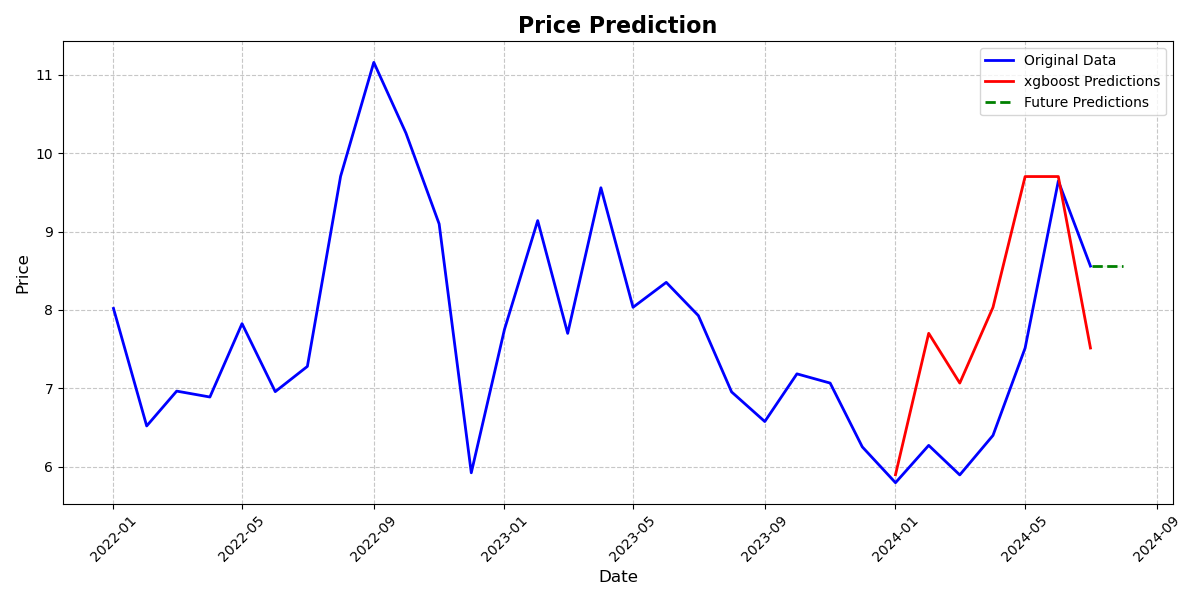 Price Prediction
Original Data
xgboost Predictions
Future Predictions
11
10
9
8
7
6
Price
2022-01
2022-05
2022-09
2023-01
2023-05
2023-09
2024-01
2024-05
2024-09
Date